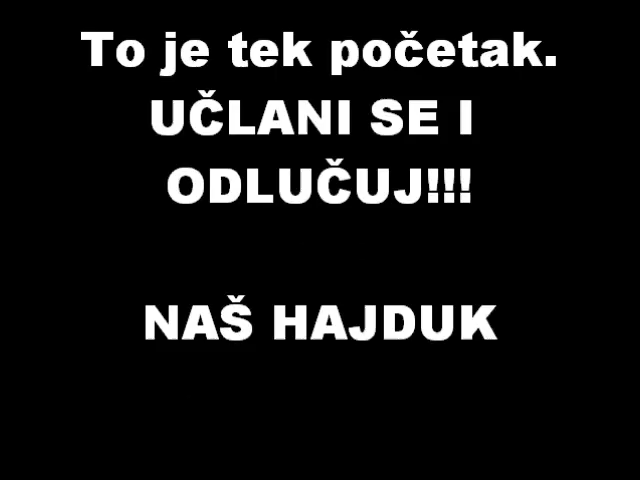 To je tek početak.
UČLANI SE I
ODLUČUJ!!!
NAŠ HAJDUK